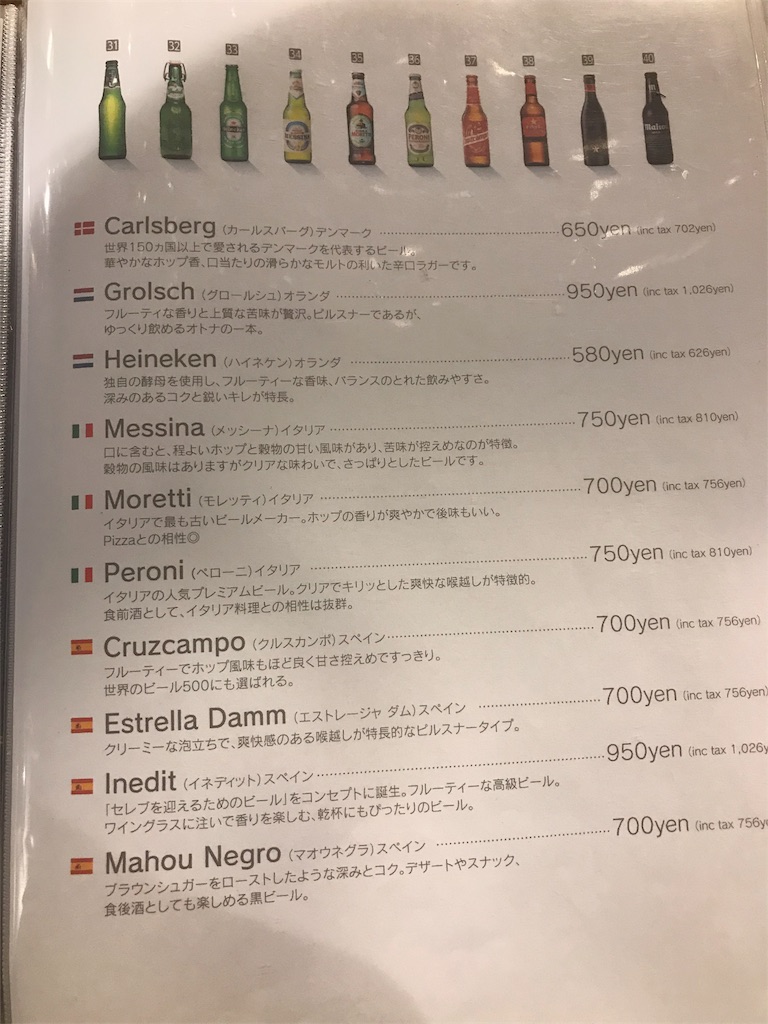 31 32 33 34 35 36 37 38 39 40
Carlsberg (カールスバーグ)デンマーク 650yen (inc tax 702yen)
世界150カ国以上で愛されるデンマークを代表するビール。
華やかなホップ香、口当たりの滑らかなモルトの利いた辛口ラガーです。
Grolsch (グロールシュ)オランダ 950yen (inc tax 1,026yen)
フルーティな香りと上質な苦味が贅沢。ピルスナーであるが、
ゆっくり飲めるオトナの一本。
Heineken (ハイネケン)オランダ 580yen (inc tax 626yen)
独自の酵母を使用し、フルーティーな香味、バランスのとれた飲みやすさ。
深みのあるコクと鋭いキレが特長。
Messina (メッシーナ)イタリア 750yen (inc tax 810yen)
口に含むと、程よいホップと穀物の甘い風味があり、苦味が控えめなのが特徴。
穀物の風味はありますがクリアな味わいで、さっぱりとしたビールです。
Moretti (モレッティ)イタリア 700yen (inc tax 756yen)
イタリアで最も古いビールメーカー。ホップの香りが爽やかで後味もいい。
Pizzaとの相性◎
Peroni (ペローニ)イタリア 750yen (inc tax 810yen)
イタリアの人気プレミアムビール。クリアでキリッとした爽快な喉越しが特徴的。
食前酒として、イタリア料理との相性は抜群。
Cruzcampo (クルスカンポ)スペイン 700yen (inc tax 756yen)
フルーティーでホップ風味もほど良く甘さ控えめですっきり。
世界のビール500にも選ばれる。
Estrella Damm (エストレージャ ダム)スペイン 700yen (inc tax 756yen)
クリーミーな泡立ちで、爽快感のある喉越しが特長的なピルスナータイプ。
Inedit (イネディット)スペイン 950yen (inc tax 1,026y
「セレブを迎えるためのビール」をコンセプトに誕生。フルーティーな高級ビール。
ワイングラスに注いで香りを楽しむ、乾杯にもぴったりのビール。
Mahou Negro (マオウネグラ)スペイン 700yen (inc tax 756ye
ブラウンシュガーをローストしたような深みとコク。デザートやスナック、
食後酒としても楽しめる黒ビール。